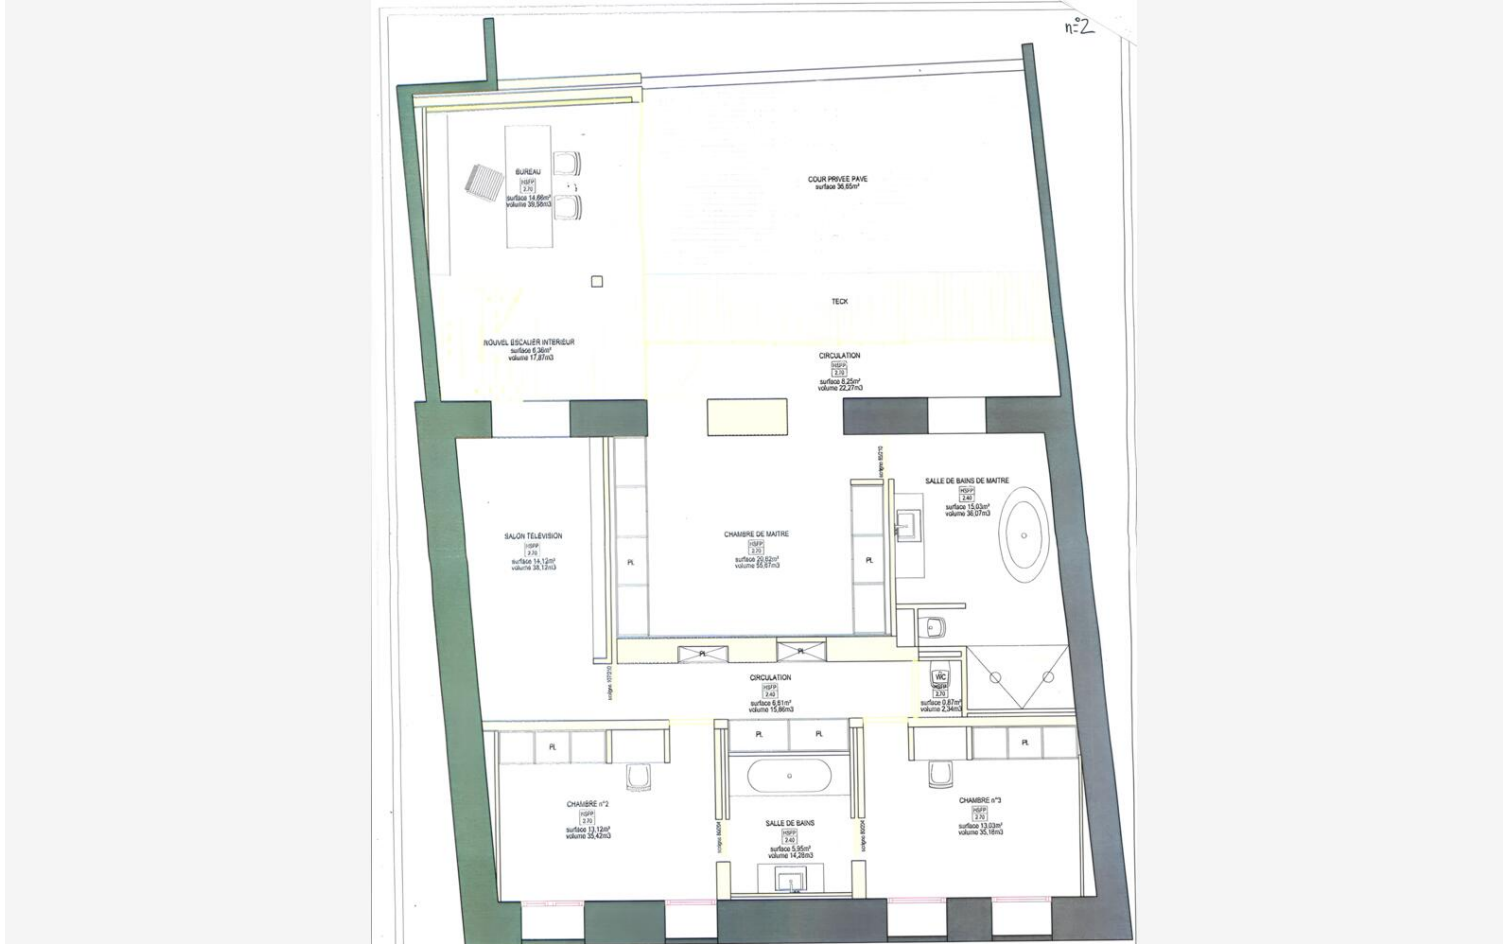 n=°2
BUREAU
HSFP
2.70
surface 14,66m²
volume 39,58m3
COUR PRIVEE PAVE
surface 36,65m²
TECK
NOUVEL ESCALIER INTERIEUR
surface 6,36m²
volume 17,87m3
CIRCULATION
HSFP
2.70
surface 8,25m²
volume 22,27m3
SALON TELEVISION
HSFP
2.70
surface 14,12m²
volume 38,12m3
PL
CHAMBRE DE MAITRE
HSFP
2.70
surface 20,62m²
volume 55,67m3
PL
SALLE DE BAINS DE MAITRE
HSFP
2.40
surface 15,03m²
volume 36,07m3
PL
PL
CIRCULATION
HSFP
2.40
surface 6,61m²
volume 15,86m3
WC
HSFP
2.70
surface 0,87m²
volume 2,34m3
PL
PL
PL
PL
CHAMBRE n°2
HSFP
2.70
surface 13,12m²
volume 35,42m3
SALLE DE BAINS
HSFP
2.40
surface 5,95m²
volume 14,28m3
CHAMBRE n°3
HSFP
2.70
surface 13,03m²
volume 35,18m3